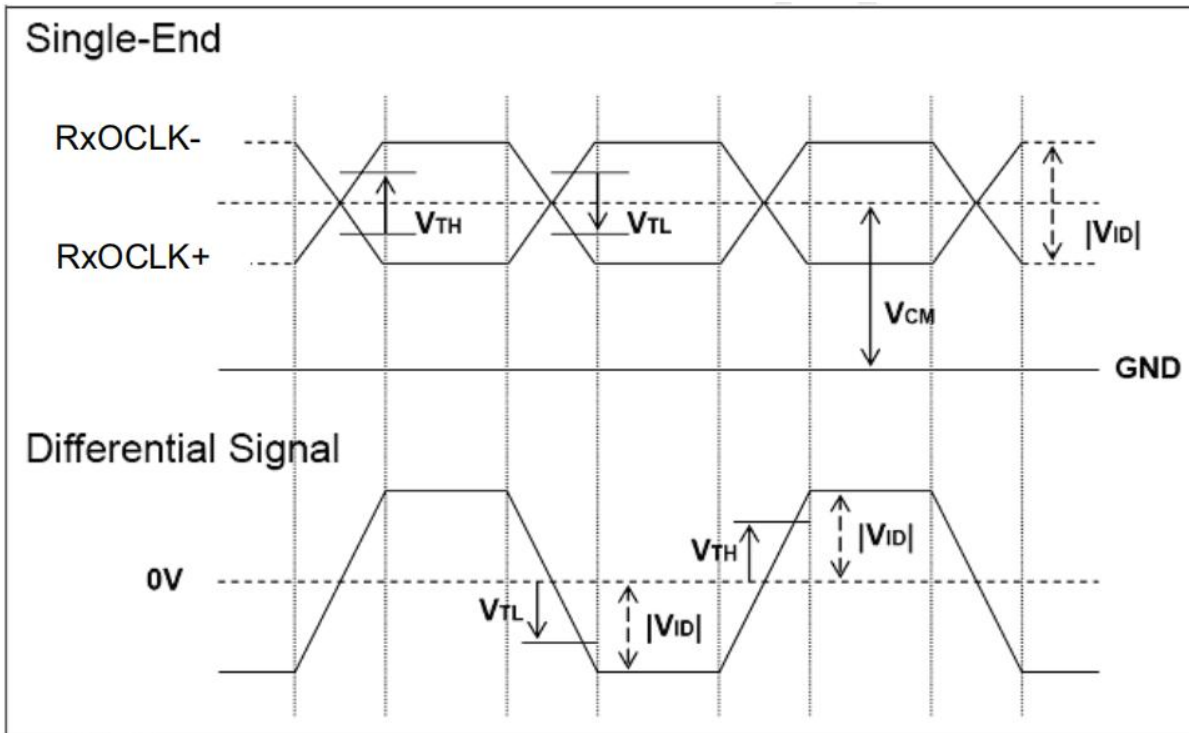 Single-End
RxOCLK-
VTH
VTL
|VID|
RxOCLK+
VCM
GND
Differential Signal
VTH
|VID|
0V
VTL
|VID|